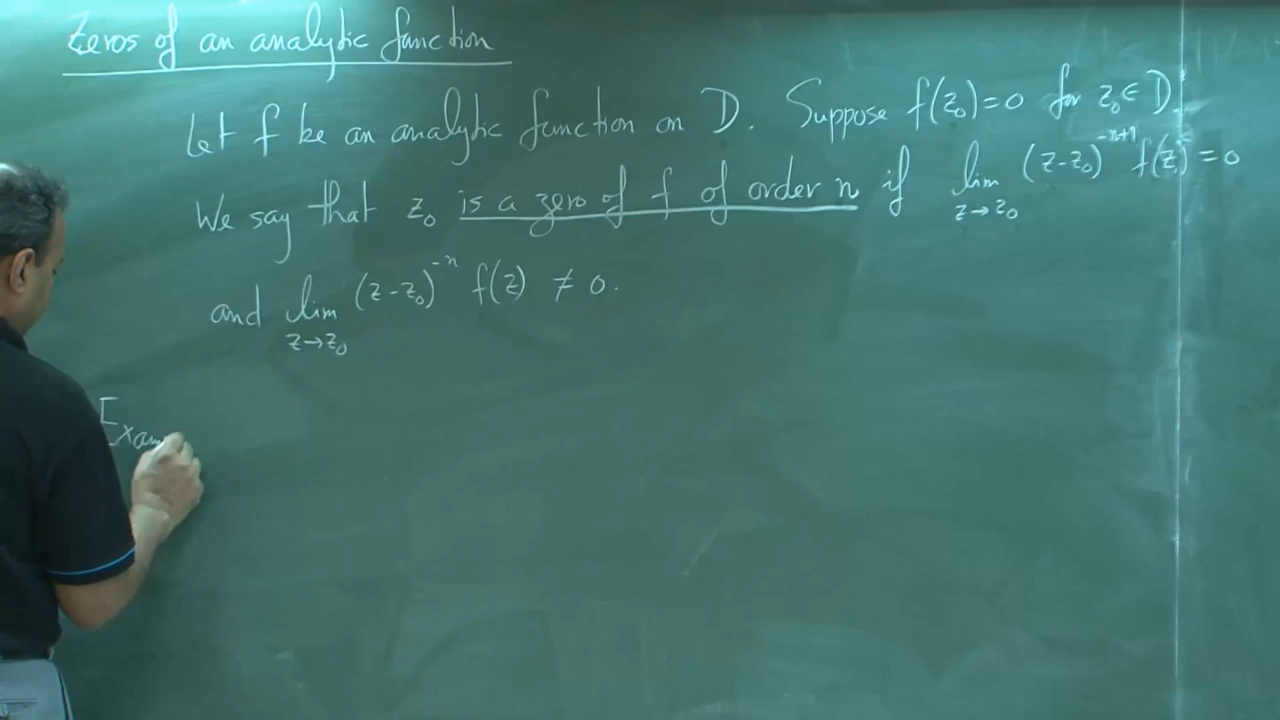 Zeros of an analytic function
Let f be an analytic function on D. Suppose f(z₀)=0 for z₀∈D.
We say that z₀ is a zero of f of order n if lim_{z→z₀} (z-z₀)^{-n+1} f(z) = 0
and lim_{z→z₀} (z-z₀)^{-n} f(z) ≠ 0.
Exam